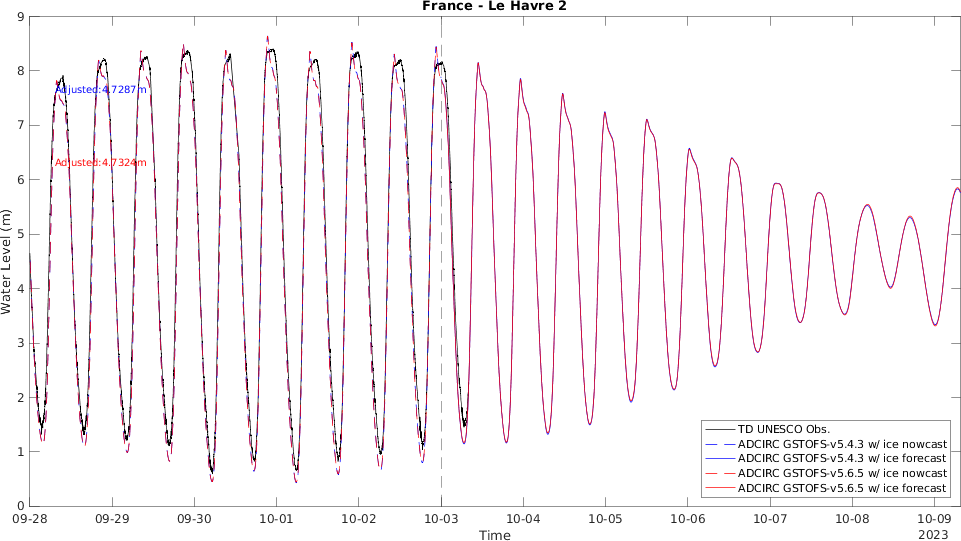 France - Le Havre 2
9
8
7
6
5
4
3
2
1
0
Water Level (m)
Adjusted:4.7287m
Adjusted:4.7324m
TD UNESCO Obs.
ADCIRC GSTOFS-v5.4.3 w/ ice nowcast
ADCIRC GSTOFS-v5.4.3 w/ ice forecast
ADCIRC GSTOFS-v5.6.5 w/ ice nowcast
ADCIRC GSTOFS-v5.6.5 w/ ice forecast
09-28 09-29 09-30 10-01 10-02 10-03 10-04 10-05 10-06 10-07 10-08 10-09
Time
2023